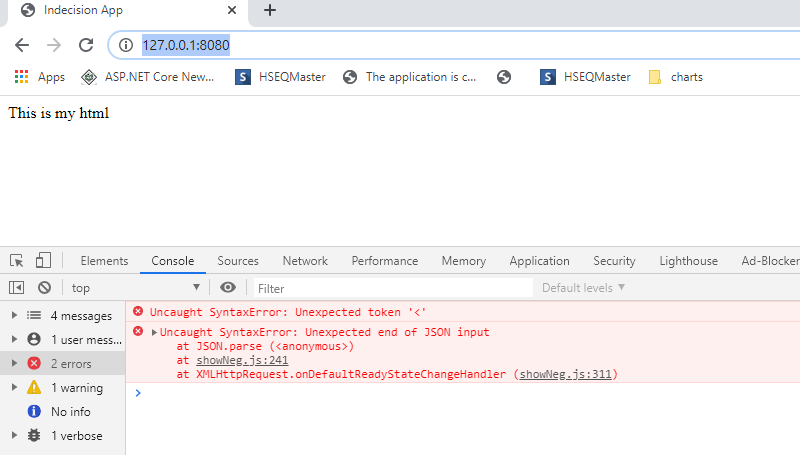 Indecision App
127.0.0.1:8080
Apps ASP.NET Core New... S HSEQMaster The application is c... S HSEQMaster charts
This is my html
Elements Console Sources Network Performance Memory Application Security Lighthouse Ad-Blocker
top Filter Default levels ▼
4 messages
1 user mess...
2 errors
1 warning
No info
1 verbose
Uncaught SyntaxError: Unexpected token '<'
Uncaught SyntaxError: Unexpected end of JSON input
at JSON.parse (<anonymous>)
at showNeg.js:241
at XMLHttpRequest.onDefaultReadyStateChangeHandler (showNeg.js:311)